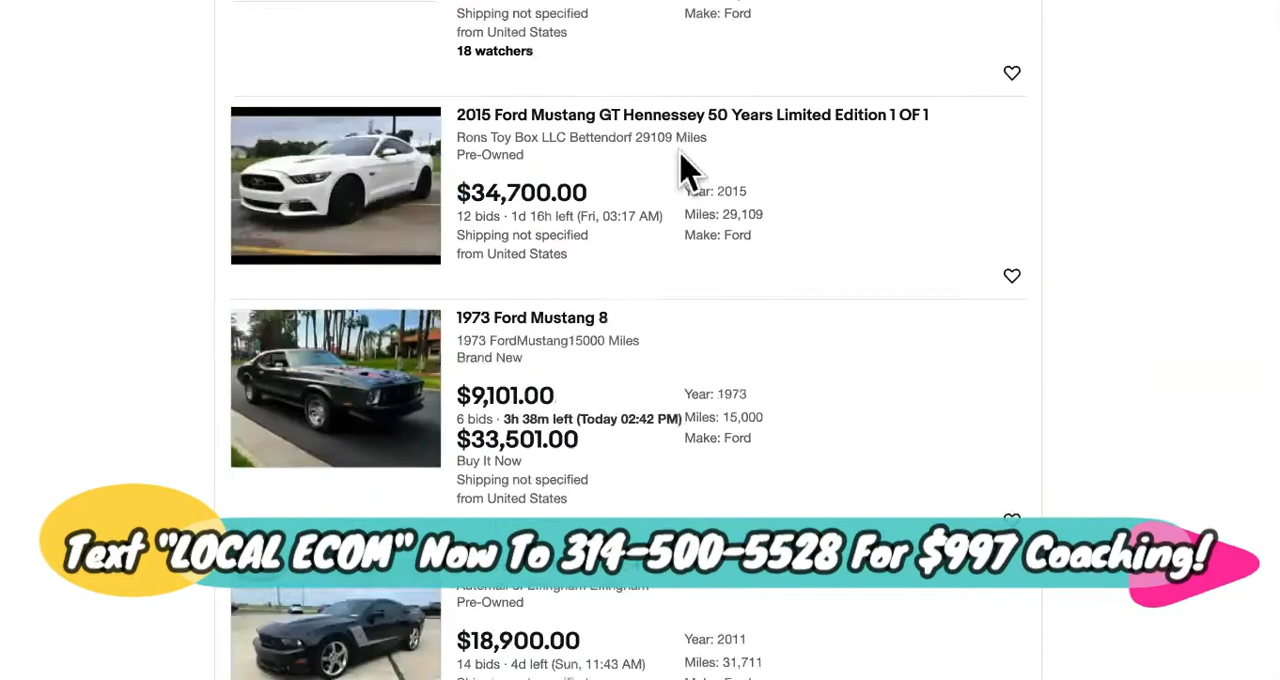 Shipping not specified
Make: Ford
from United States
18 watchers
2015 Ford Mustang GT Hennessey 50 Years Limited Edition 1 OF 1
Rons Toy Box LLC Bettendorf 29109 Miles
Pre-Owned
$34,700.00
Year: 2015
12 bids · 1d 16h left (Fri, 03:17 AM)
Miles: 29,109
Shipping not specified
Make: Ford
from United States
1973 Ford Mustang 8
1973 FordMustang15000 Miles
Brand New
$9,101.00
Year: 1973
6 bids · 3h 38m left (Today 02:42 PM)
Miles: 15,000
$33,501.00
Make: Ford
Buy It Now
Shipping not specified
from United States
Text "LOCAL ECOM" Now To 314-500-5528 For $997 Coaching!
Pre-Owned
$18,900.00
Year: 2011
14 bids · 4d left (Sun, 11:43 AM)
Miles: 31,711